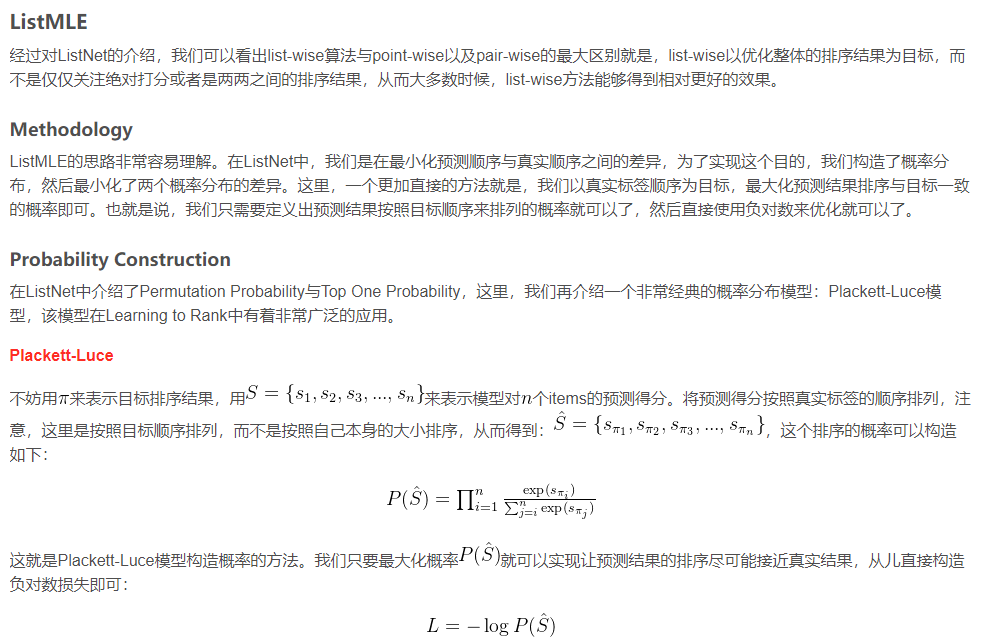 ListMLE
经过对ListNet的介绍，我们可以看出list-wise算法与point-wise以及pair-wise的最大区别就是，list-wise以优化整体的排序结果为目标，而
不是仅仅关注绝对打分或者是两两之间的排序结果，从而大多数时候，list-wise方法能够得到相对更好的效果。
Methodology
ListMLE的思路非常容易理解。在ListNet中，我们是在最小化预测顺序与真实顺序之间的差异，为了实现这个目的，我们构造了概率分
布，然后最小化了两个概率分布的差异。这里，一个更加直接的方法就是，我们以真实标签顺序为目标，最大化预测结果排序与目标一致
的概率即可。也就是说，我们只需要定义出预测结果按照目标顺序来排列的概率就可以了，然后直接使用负对数来优化就可以了。
Probability Construction
在ListNet中介绍了Permutation Probability与Top One Probability，这里，我们再介绍一个非常经典的概率分布模型：Plackett-Luce模
型，该模型在Learning to Rank中有着非常广泛的应用。
Plackett-Luce
不妨用π来表示目标排序结果，用S = {s₁, s₂, s₃, ..., sₙ}来表示模型对n个items的预测得分。将预测得分按照真实标签的顺序排列，注
意，这里是按照目标顺序排列，而不是按照自己本身的大小排序，从而得到：$\hat{S} = \{s_{\pi_1}, s_{\pi_2}, s_{\pi_3}, ..., s_{\pi_n}\}$，这个排序的概率可以构造
如下：
$P(\hat{S}) = \prod_{i=1}^{n} \frac{\exp(s_{\pi_i})}{\sum_{j=i}^{n} \exp(s_{\pi_j})}$
这就是Plackett-Luce模型构造概率的方法。我们只要最大化概率$P(\hat{S})$就可以实现让预测结果的排序尽可能接近真实结果，从儿直接构造
负对数损失即可：
$L = -\log P(\hat{S})$